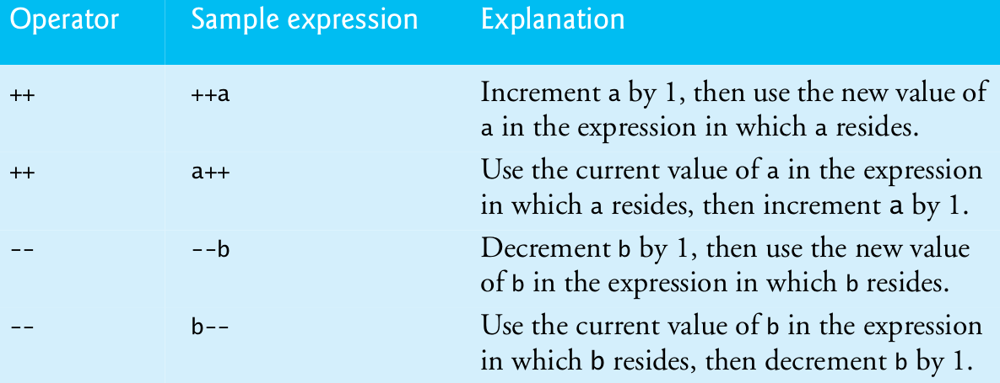 Operator Sample expression Explanation
++ ++a Increment a by 1, then use the new value of
a in the expression in which a resides.
++ a++ Use the current value of a in the expression
in which a resides, then increment a by 1.
-- --b Decrement b by 1, then use the new value
of b in the expression in which b resides.
-- b-- Use the current value of b in the expression
in which b resides, then decrement b by 1.